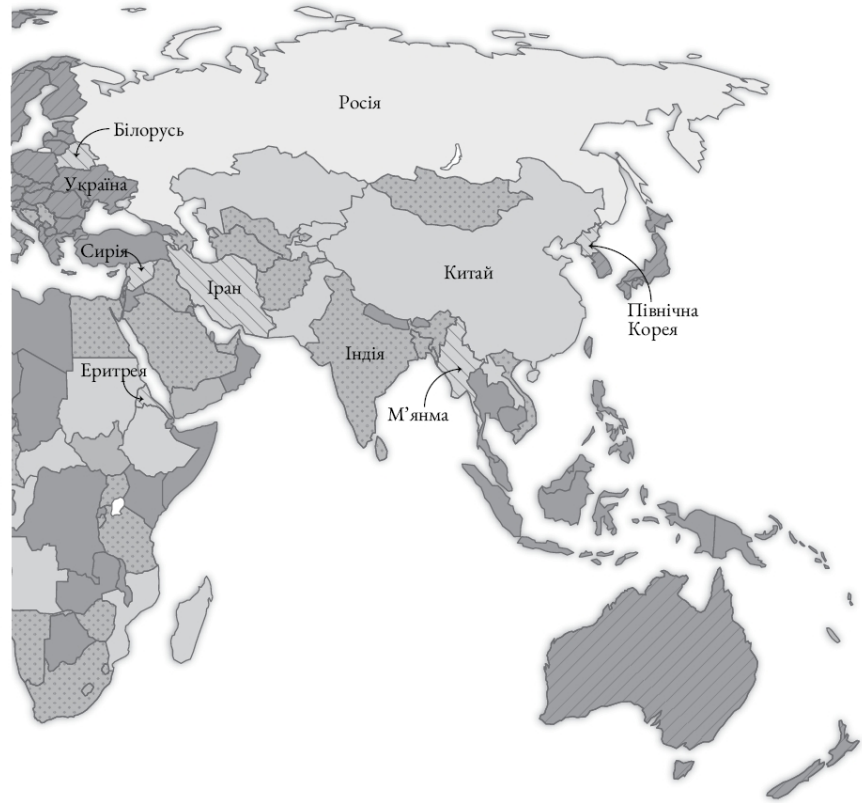 Росія
Білорусь
Україна
Сирія
Іран
Китай
Північна
Корея
Індія
Еритрея
М’янма